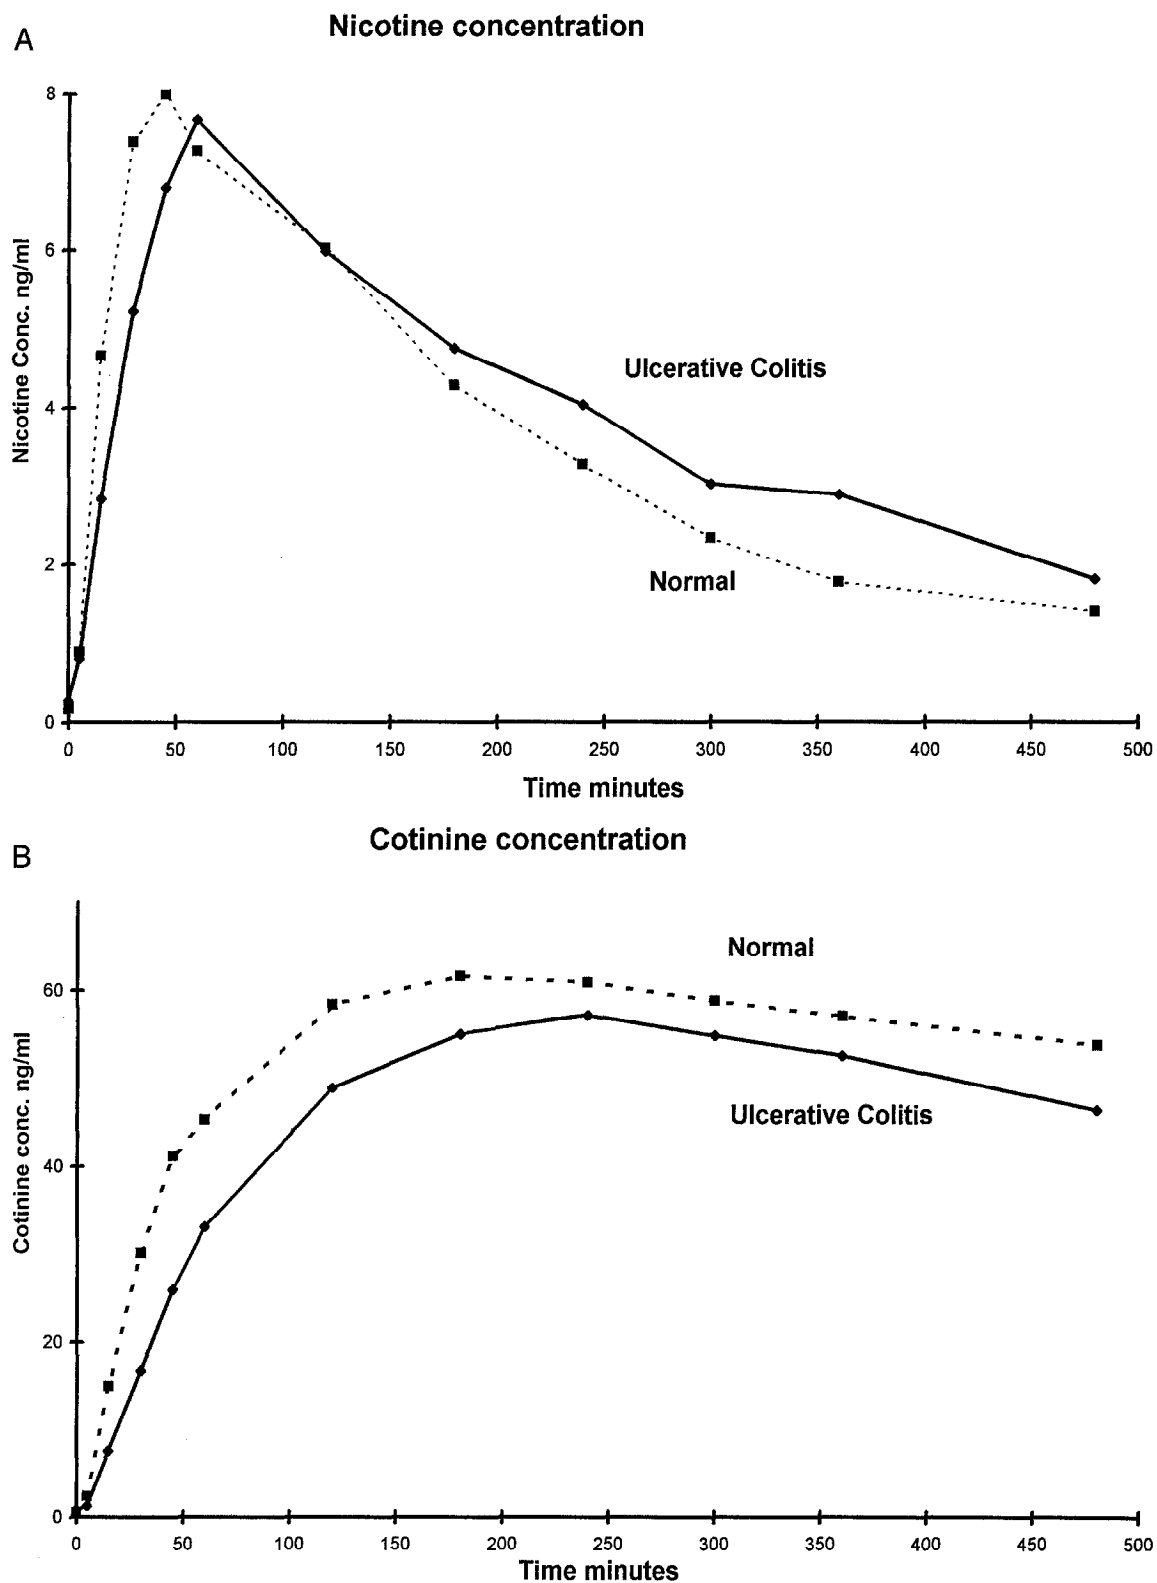 A
Nicotine concentration
8
6
4
2
0
Nicotine Conc. ng/ml
Ulcerative Colitis
Normal
0 50 100 150 200 250 300 350 400 450 500
Time minutes
B
Cotinine concentration
60
40
20
0
Cotinine conc. ng/ml
Normal
Ulcerative Colitis
0 50 100 150 200 250 300 350 400 450 500
Time minutes